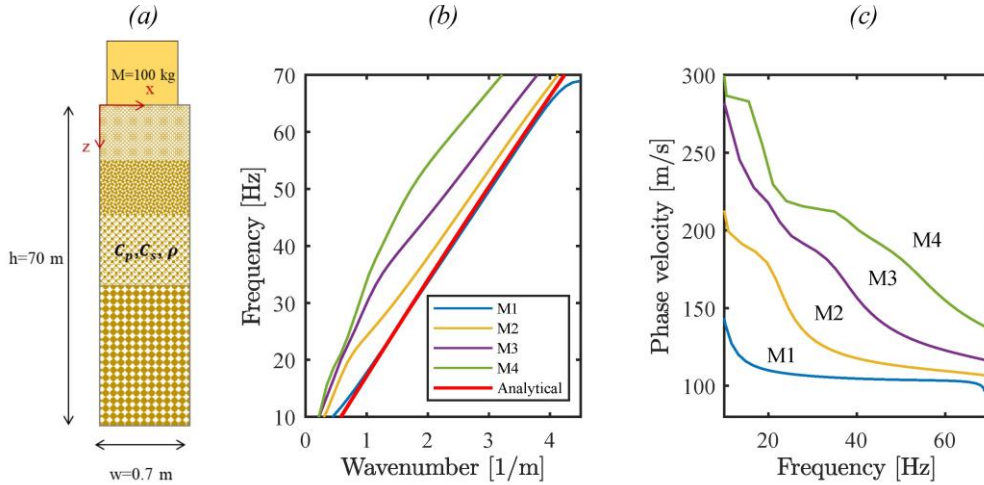 (a)
M=100 kg
x
z
h=70 m
C_p,C_s, ρ
w=0.7 m
(b)
Frequency [Hz]
70
60
50
40
30
20
10
M1
M2
M3
M4
Analytical
0
1
2
3
4
Wavenumber [1/m]
(c)
Phase velocity [m/s]
300
250
200
150
100
M4
M3
M2
M1
20
40
60
Frequency [Hz]